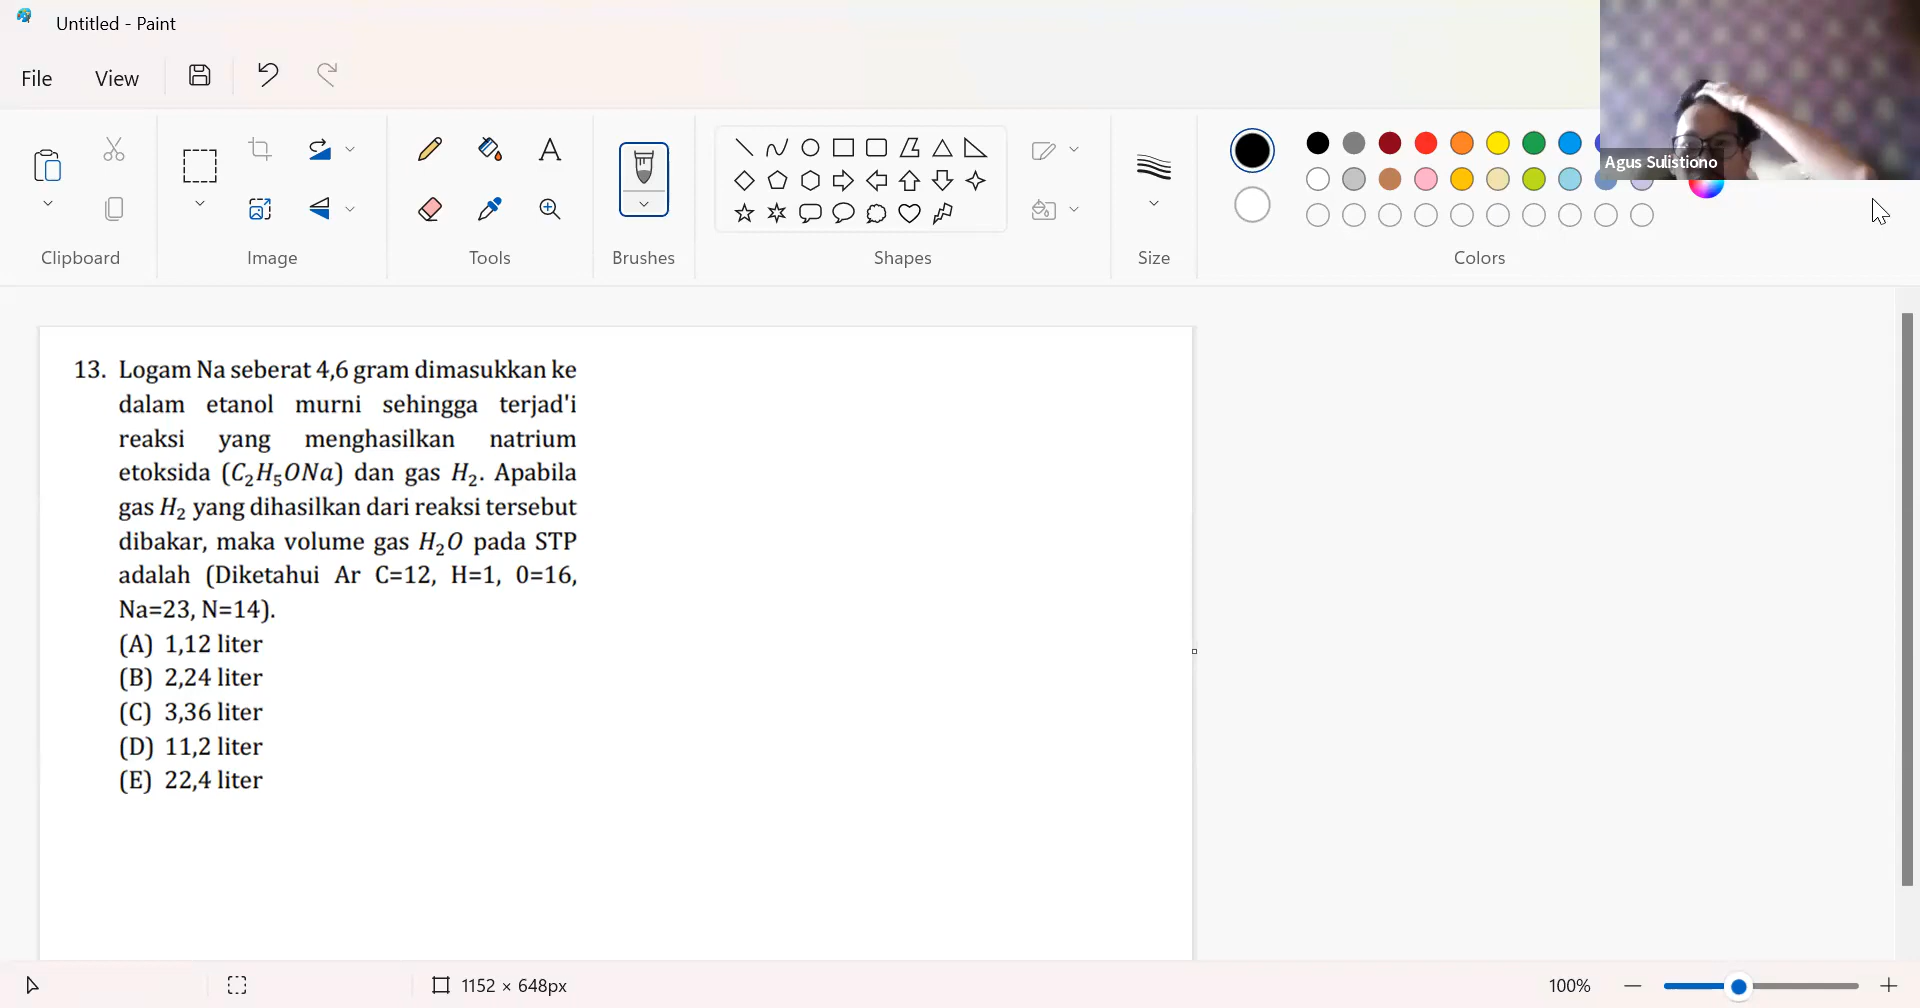 Untitled - Paint
File
View
Agus Sulistiono
Clipboard
Image
Tools
Brushes
Shapes
Size
Colors
13. Logam Na seberat 4,6 gram dimasukkan ke
dalam etanol murni sehingga terjad'i
reaksi yang menghasilkan natrium
etoksida (C₂H₅ONa) dan gas H₂. Apabila
gas H₂ yang dihasilkan dari reaksi tersebut
dibakar, maka volume gas H₂O pada STP
adalah (Diketahui Ar C=12, H=1, 0=16,
Na=23, N=14).
(A) 1,12 liter
(B) 2,24 liter
(C) 3,36 liter
(D) 11,2 liter
(E) 22,4 liter
1152 × 648px
100%